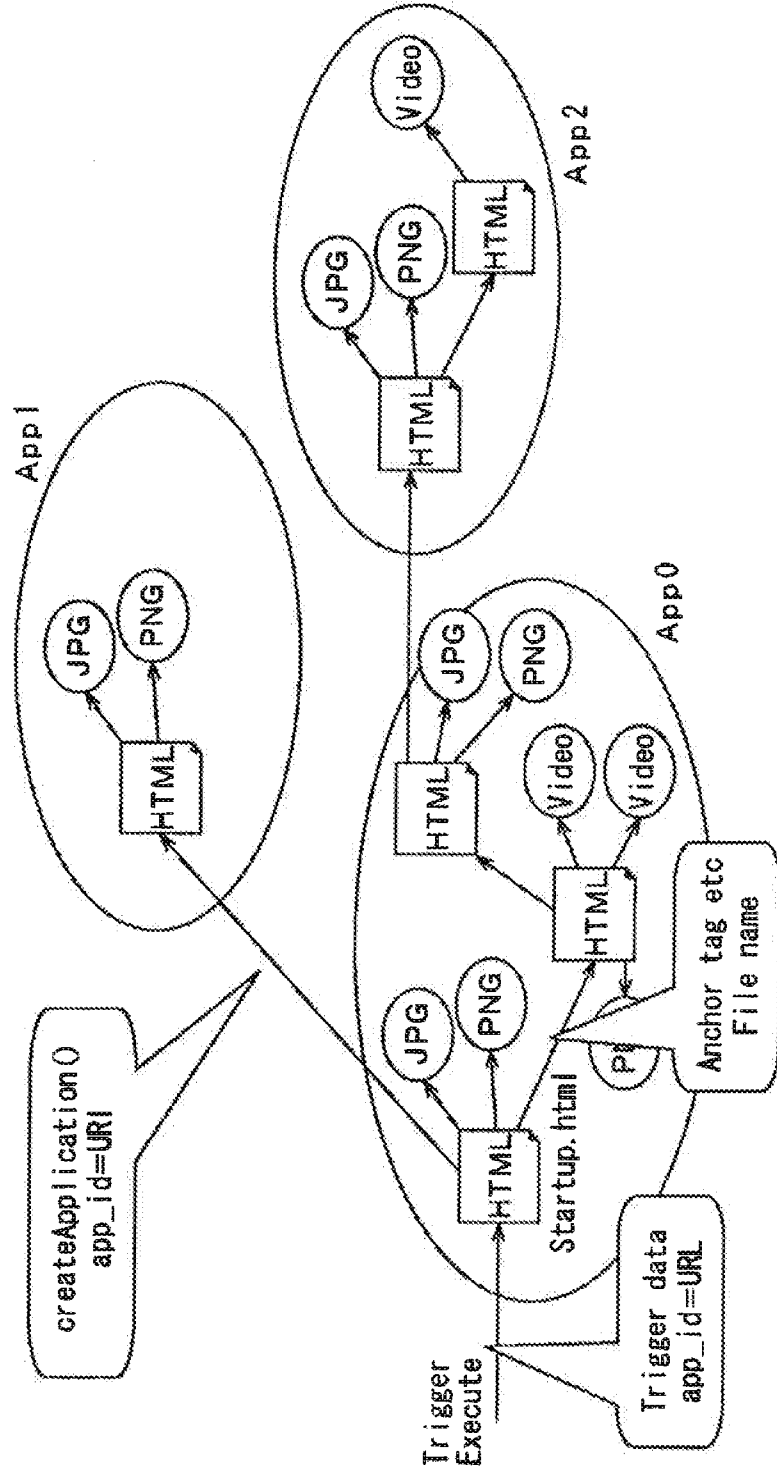 createApplication()
app_id=URI
App1
HTML
JPG
PNG
Trigger
Execute
Trigger data
app_id=URL
HTML
Startup.html
JPG
PNG
Anchor tag etc
File name
HTML
Video
Video
HTML
JPG
PNG
App0
HTML
JPG
PNG
HTML
Video
App2